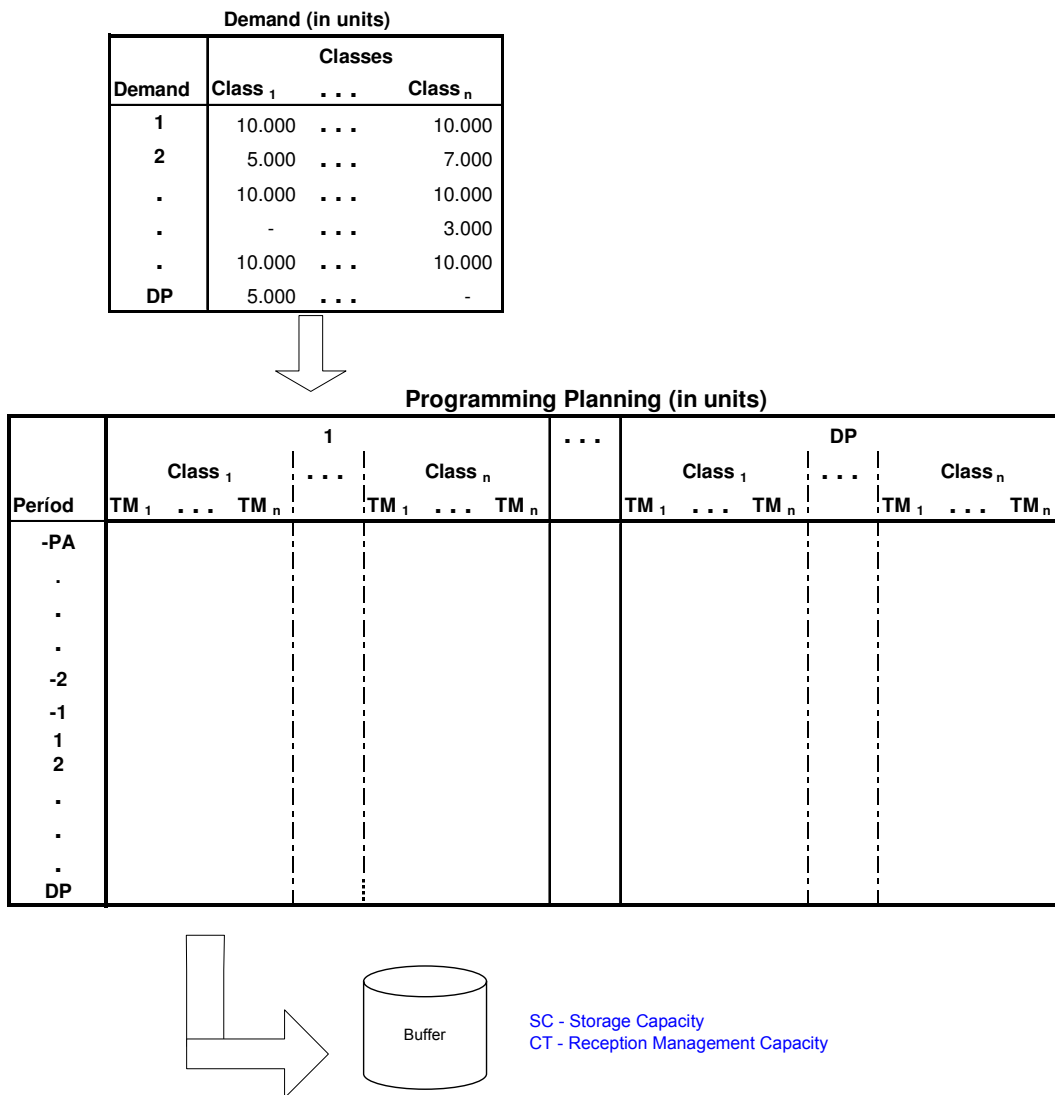 Demand (in units)
Classes
Demand Class 1 . . . Class n
1 10.000 . . . 10.000
2 5.000 . . . 7.000
. 10.000 . . . 10.000
. - . . . 3.000
. 10.000 . . . 10.000
DP 5.000 . . . -
Programming Planning (in units)
1 . . . DP
Class 1 . . . Class n Class 1 . . . Class n
Períod TM 1 . . . TM n TM 1 . . . TM n TM 1 . . . TM n TM 1 . . . TM n
-PA
.
.
.
-2
-1
1
2
.
.
.
DP
Buffer
SC - Storage Capacity
CT - Reception Management Capacity